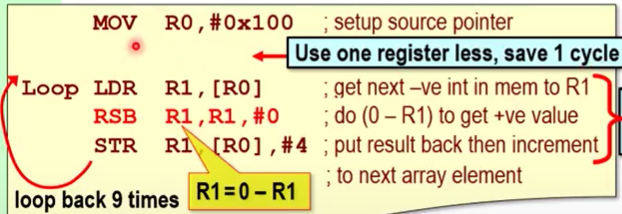 MOV R0,#0x100 ; setup source pointer
Use one register less, save 1 cycle
Loop LDR R1,[R0] ; get next –ve int in mem to R1
RSB R1,R1,#0 ; do (0 – R1) to get +ve value
STR R1,[R0],#4 ; put result back then increment
; to next array element
loop back 9 times
R1=0 – R1